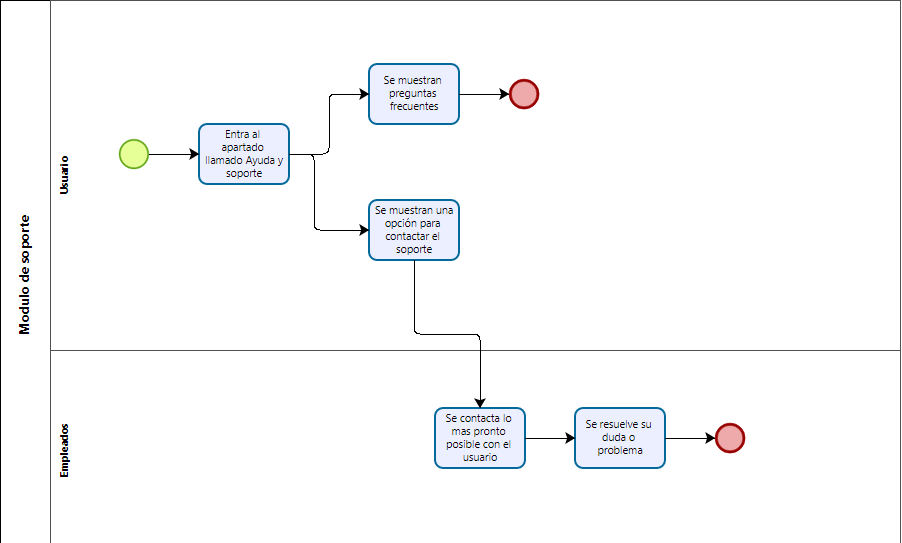 Modulo de soporte
Usuario
Entra al
apartado
llamado Ayuda y
soporte
Se muestran
preguntas
frecuentes
Se muestran una
opción para
contactar el
soporte
Empleados
Se contacta lo
mas pronto
posible con el
usuario
Se resuelve su
duda o
problema